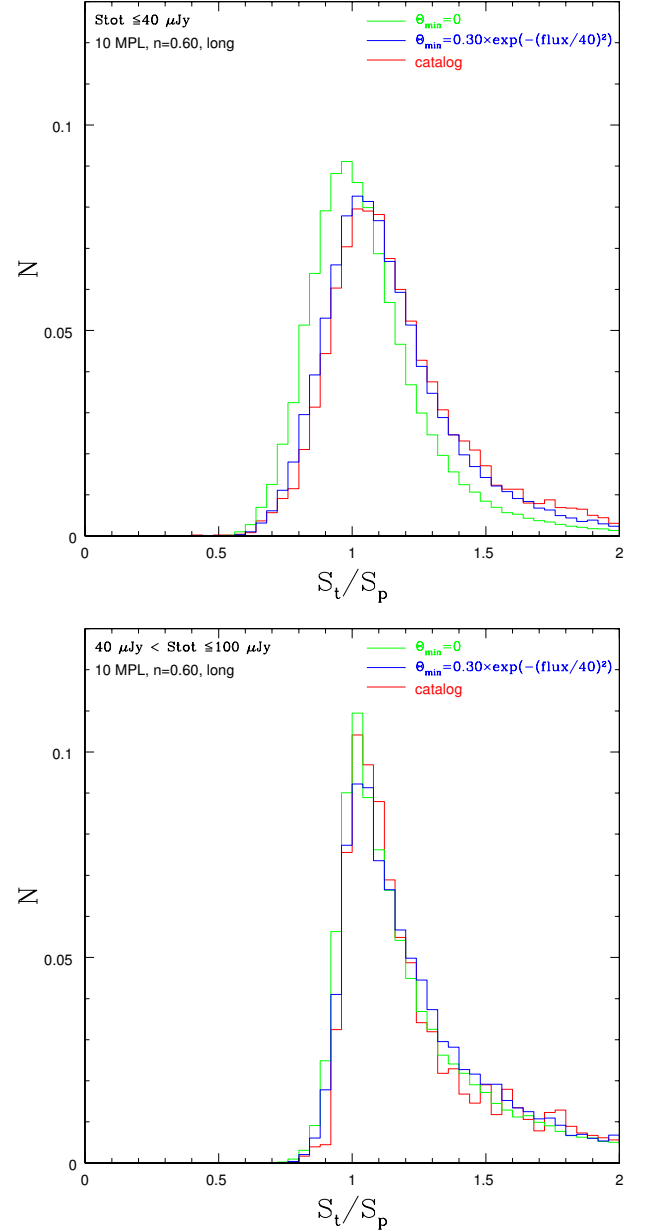 Stot ≦40 μJy
10 MPL, n=0.60, long
Θmin=0
Θmin=0.30×exp(−(flux/40)²)
catalog
0.1
N
0.05
0
0 0.5 1 1.5 2
St/Sp
40 μJy < Stot ≦100 μJy
10 MPL, n=0.60, long
Θmin=0
Θmin=0.30×exp(−(flux/40)²)
catalog
0.1
N
0.05
0
0 0.5 1 1.5 2
St/Sp